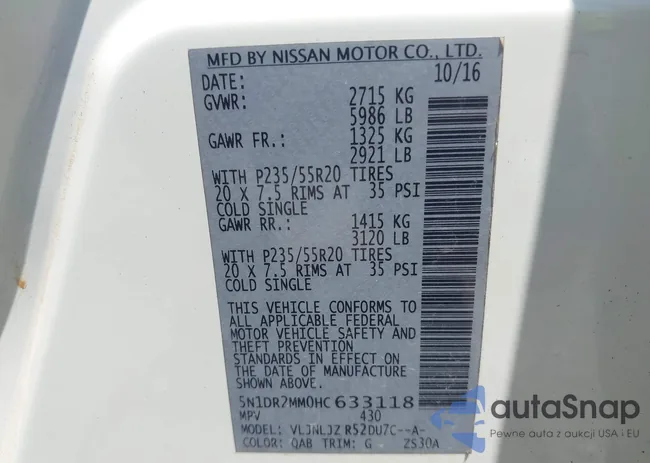 MFD BY NISSAN MOTOR CO., LTD.
DATE: 10/16
GVWR: 2715 KG
5986 LB
GAWR FR.: 1325 KG
2921 LB
WITH P235/55R20 TIRES
20 X 7.5 RIMS AT 35 PSI
COLD SINGLE
GAWR RR.: 1415 KG
3120 LB
WITH P235/55R20 TIRES
20 X 7.5 RIMS AT 35 PSI
COLD SINGLE
THIS VEHICLE CONFORMS TO
ALL APPLICABLE FEDERAL
MOTOR VEHICLE SAFETY AND
THEFT PREVENTION
STANDARDS IN EFFECT ON
THE DATE OF MANUFACTURE
SHOWN ABOVE.
5N1DR2MM0HC633118
MPV 430
MODEL: VLJNLJZ R52DU7C--A-
COLOR: QAB TRIM: G ZS30A
autoSnap
Pewne auta z aukcji USA i EU